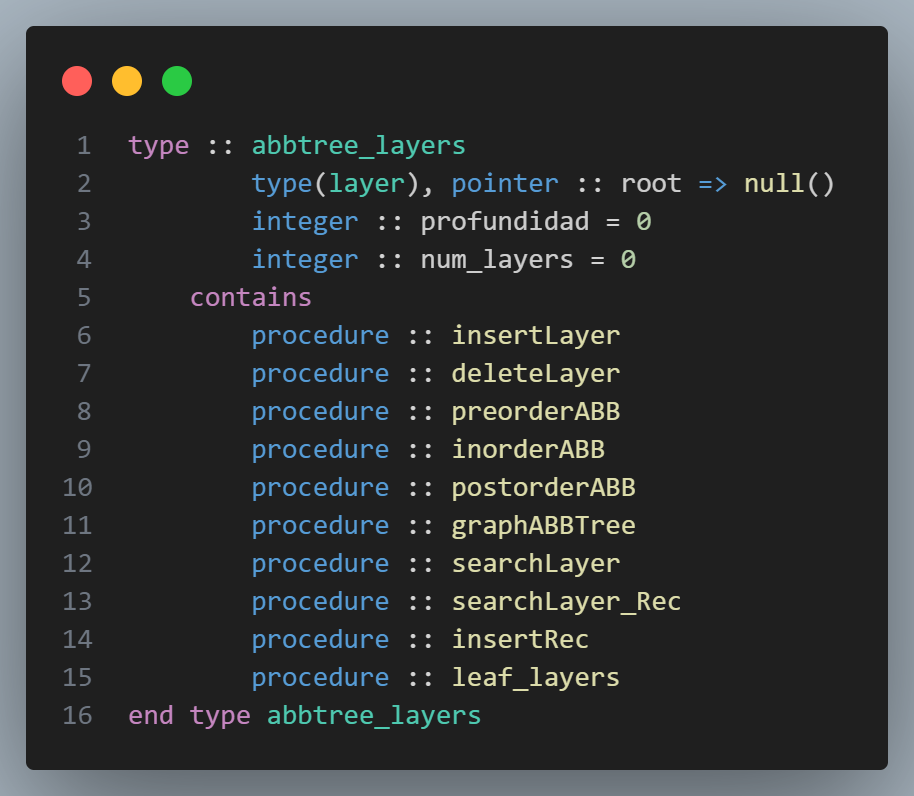 1 type :: abbtree_layers
2         type(layer), pointer :: root => null()
3         integer :: profundidad = 0
4         integer :: num_layers = 0
5     contains
6         procedure :: insertLayer
7         procedure :: deleteLayer
8         procedure :: preorderABB
9         procedure :: inorderABB
10         procedure :: postorderABB
11         procedure :: graphABBTree
12         procedure :: searchLayer
13         procedure :: searchLayer_Rec
14         procedure :: insertRec
15         procedure :: leaf_layers
16 end type abbtree_layers